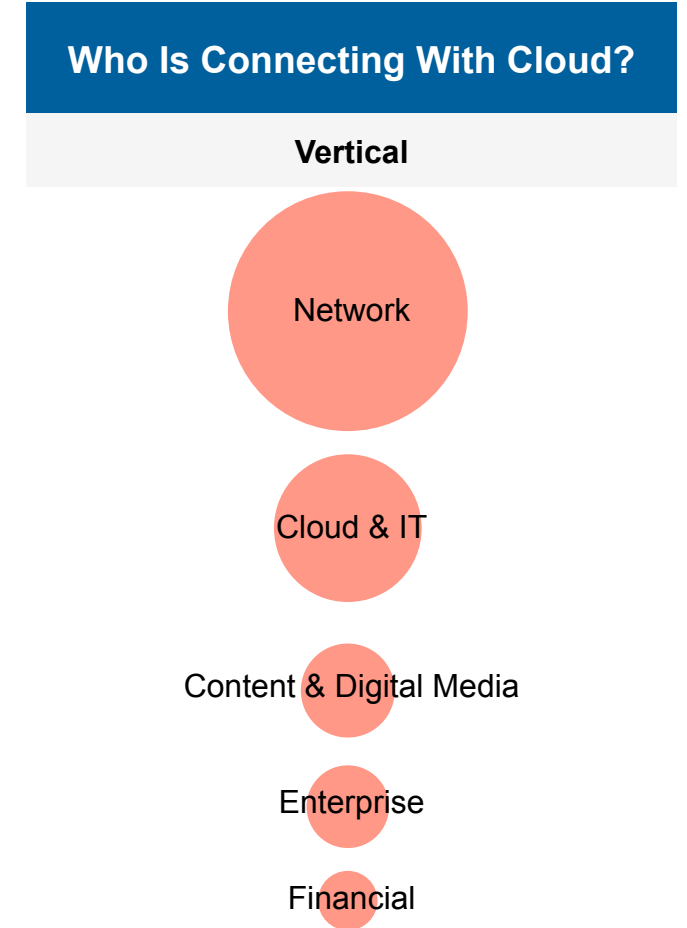 Who Is Connecting With Cloud?
Vertical
Network
Cloud & IT
Content & Digital Media
Enterprise
Financial